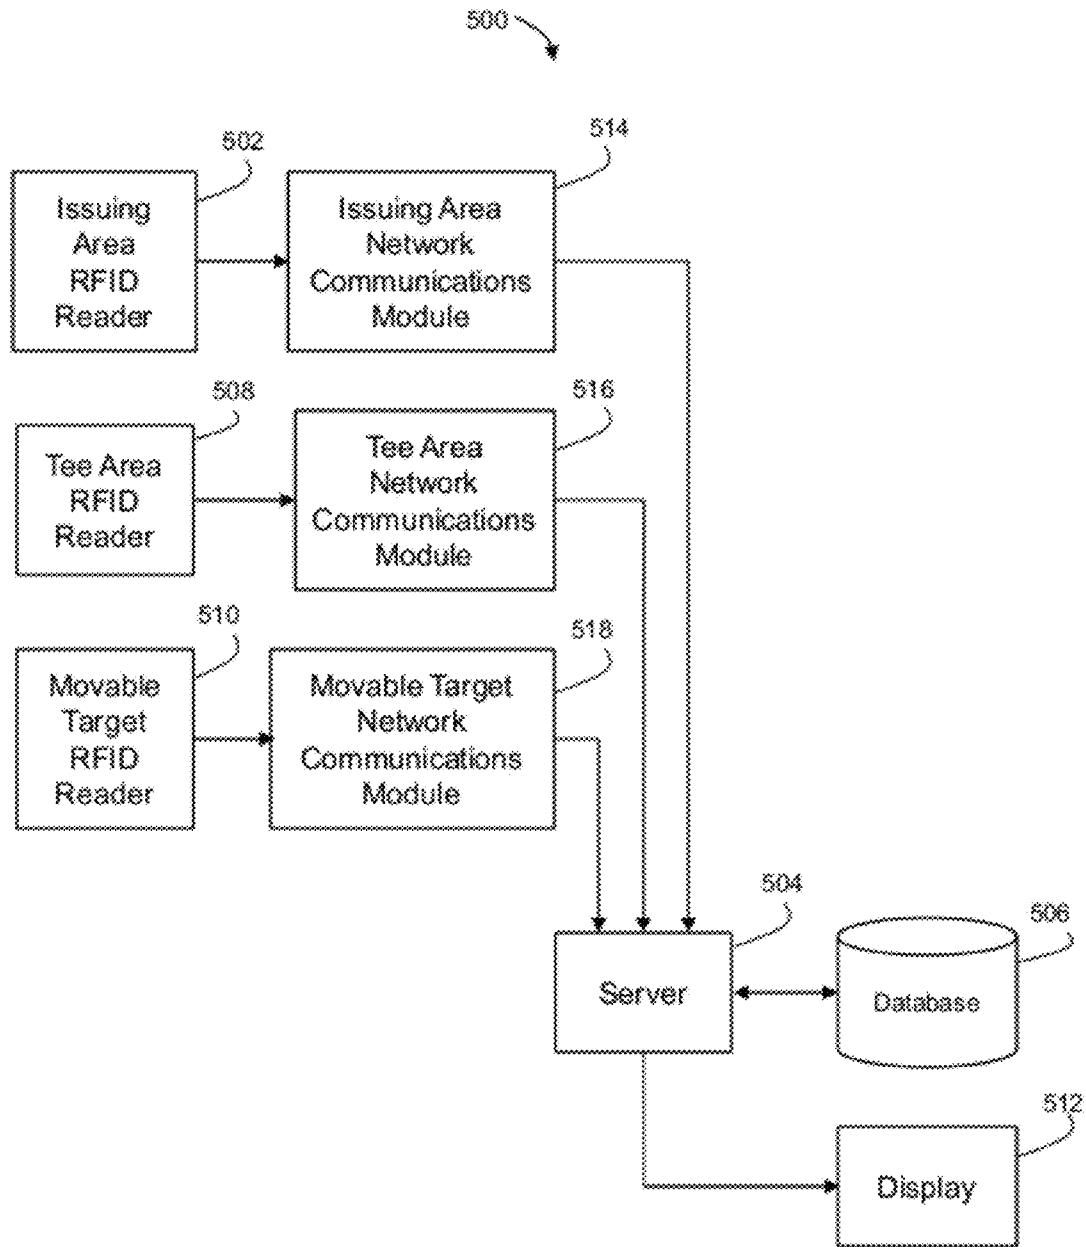 500
502
514
Issuing
Area
RFID
Reader
Issuing Area
Network
Communications
Module
508
516
Tee Area
RFID
Reader
Tee Area
Network
Communications
Module
510
518
Movable
Target
RFID
Reader
Movable Target
Network
Communications
Module
504
506
Server
Database
512
Display